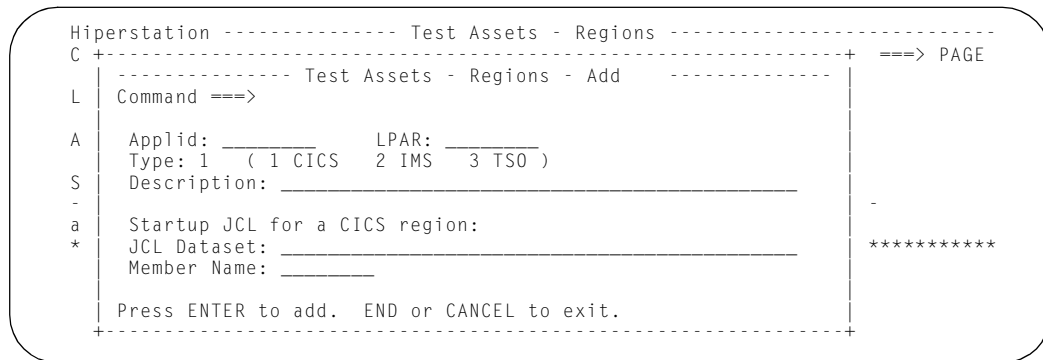 Hiperstation --------------- Test Assets - Regions ----------------------------
C +---------------------------------------------------------------+ ===> PAGE
| --------------- Test Assets - Regions - Add -------------- |
L | Command ===> |
| |
A | Applid: ________ LPAR: ________ |
| Type: 1 ( 1 CICS 2 IMS 3 TSO ) |
S | Description: ____________________________________________ |
- | | -
a | Startup JCL for a CICS region: |
* | JCL Dataset: ____________________________________________ | ***********
| Member Name: ________ |
| |
| Press ENTER to add. END or CANCEL to exit. |
+---------------------------------------------------------------+